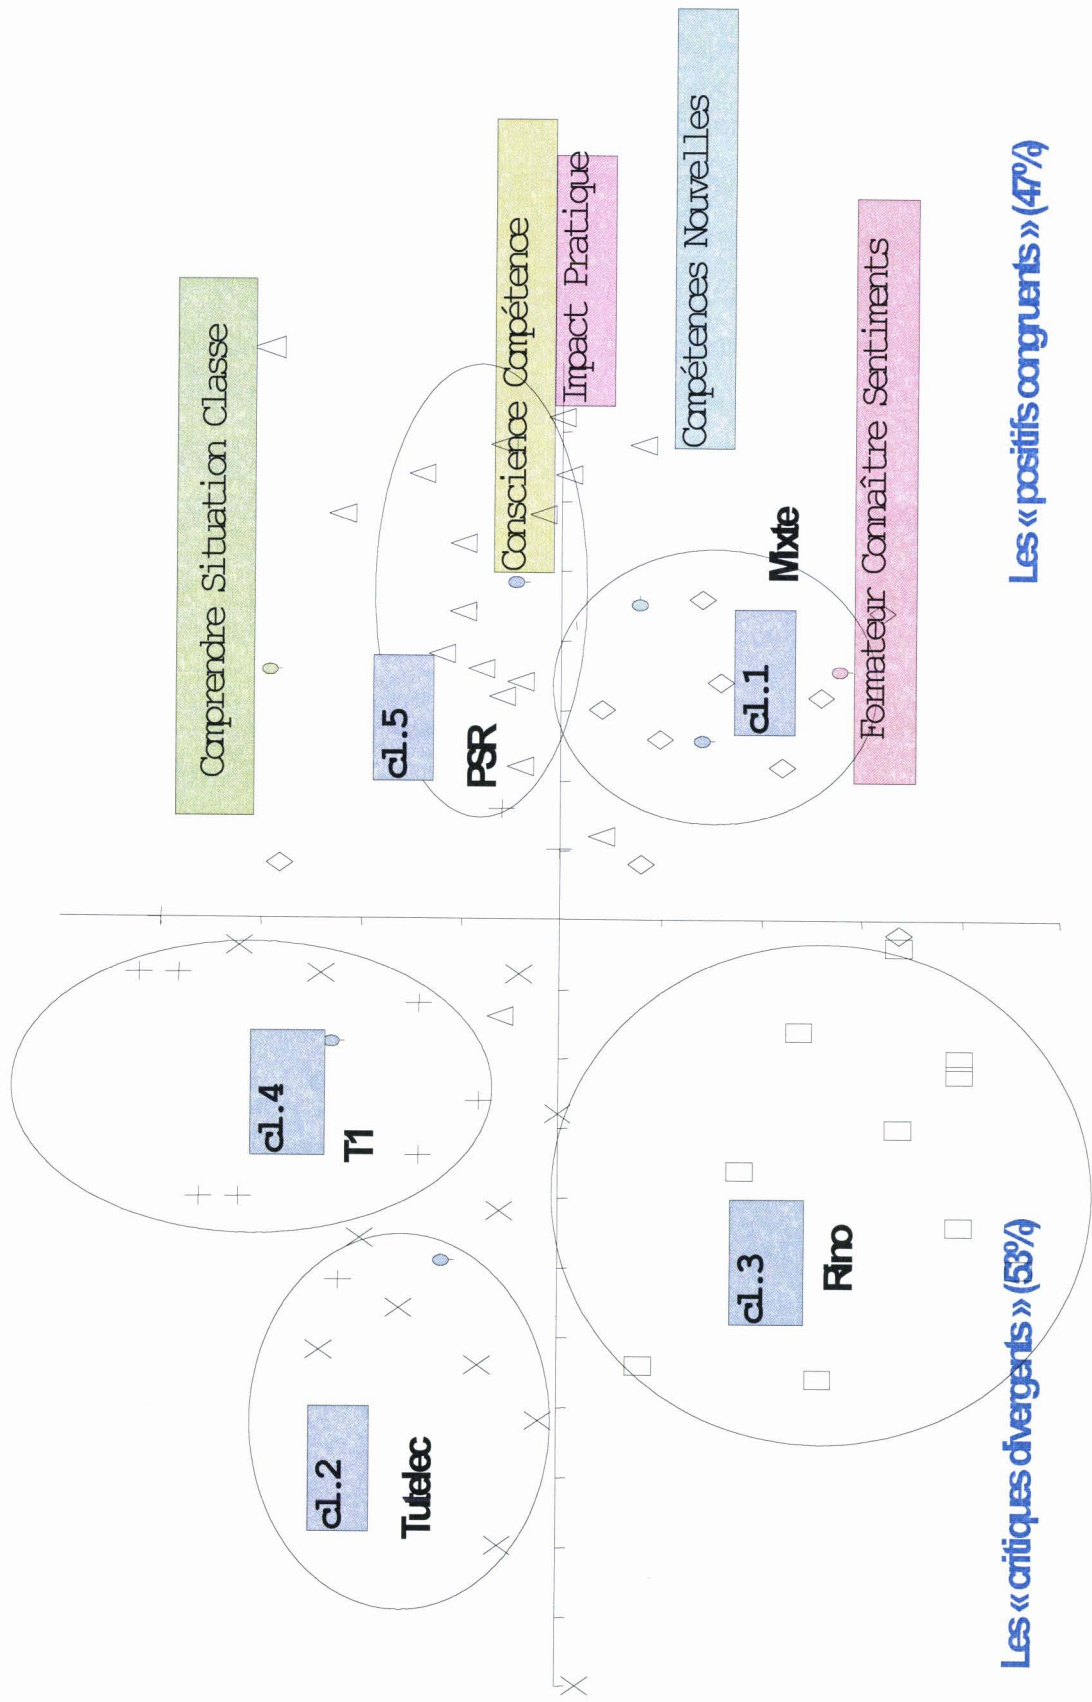 Comprendre Situation Classe
cl.4
T1
cl.2
Tutelec
cl.5
PSR
Conscience Compétence
Impact Pratique
Compétences Nouvelles
Mixte
cl.1
cl.3
Rino
Formateur Connaître Sentiments
Les « critiques divergents » (53%)
Les « positifs congruents » (47%)